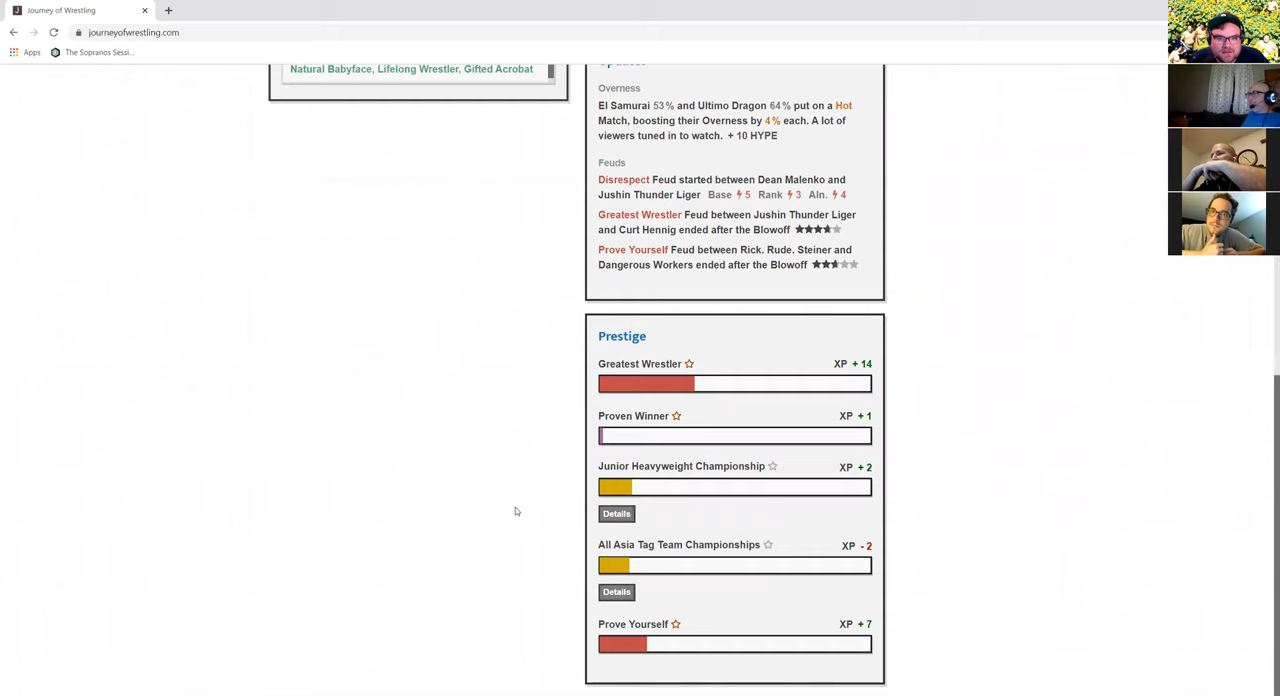 Journey of Wrestling
journeyofwrestling.com
Apps
The Sopranos Sessi...
Natural Babyface, Lifelong Wrestler, Gifted Acrobat
Overness
El Samurai 53% and Ultimo Dragon 64% put on a Hot
Match, boosting their Overness by 4% each. A lot of
viewers tuned in to watch. + 10 HYPE
Feuds
Disrespect Feud started between Dean Malenko and
Jushin Thunder Liger Base 5 Rank 3 Aln. 4
Greatest Wrestler Feud between Jushin Thunder Liger
and Curt Hennig ended after the Blowoff
Prove Yourself Feud between Rick. Rude. Steiner and
Dangerous Workers ended after the Blowoff
Prestige
Greatest Wrestler XP + 14
Proven Winner XP + 1
Junior Heavyweight Championship XP + 2
Details
All Asia Tag Team Championships XP - 2
Details
Prove Yourself XP + 7